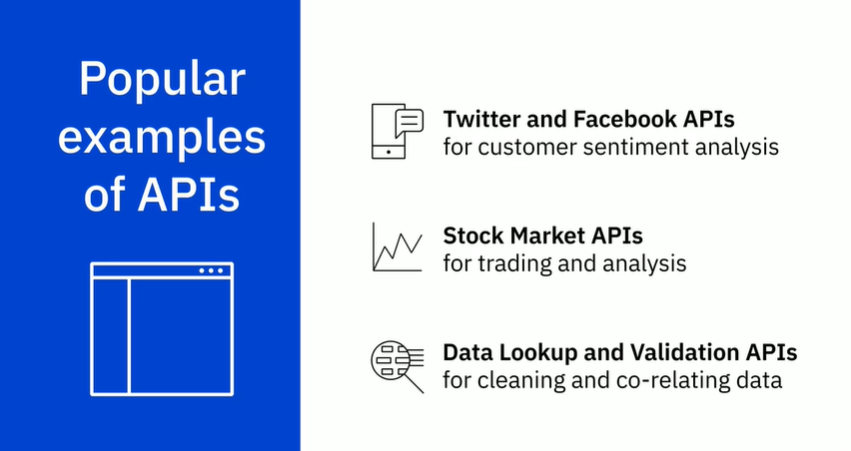 Popular
examples
of APIs
Twitter and Facebook APIs
for customer sentiment analysis
Stock Market APIs
for trading and analysis
Data Lookup and Validation APIs
for cleaning and co-relating data